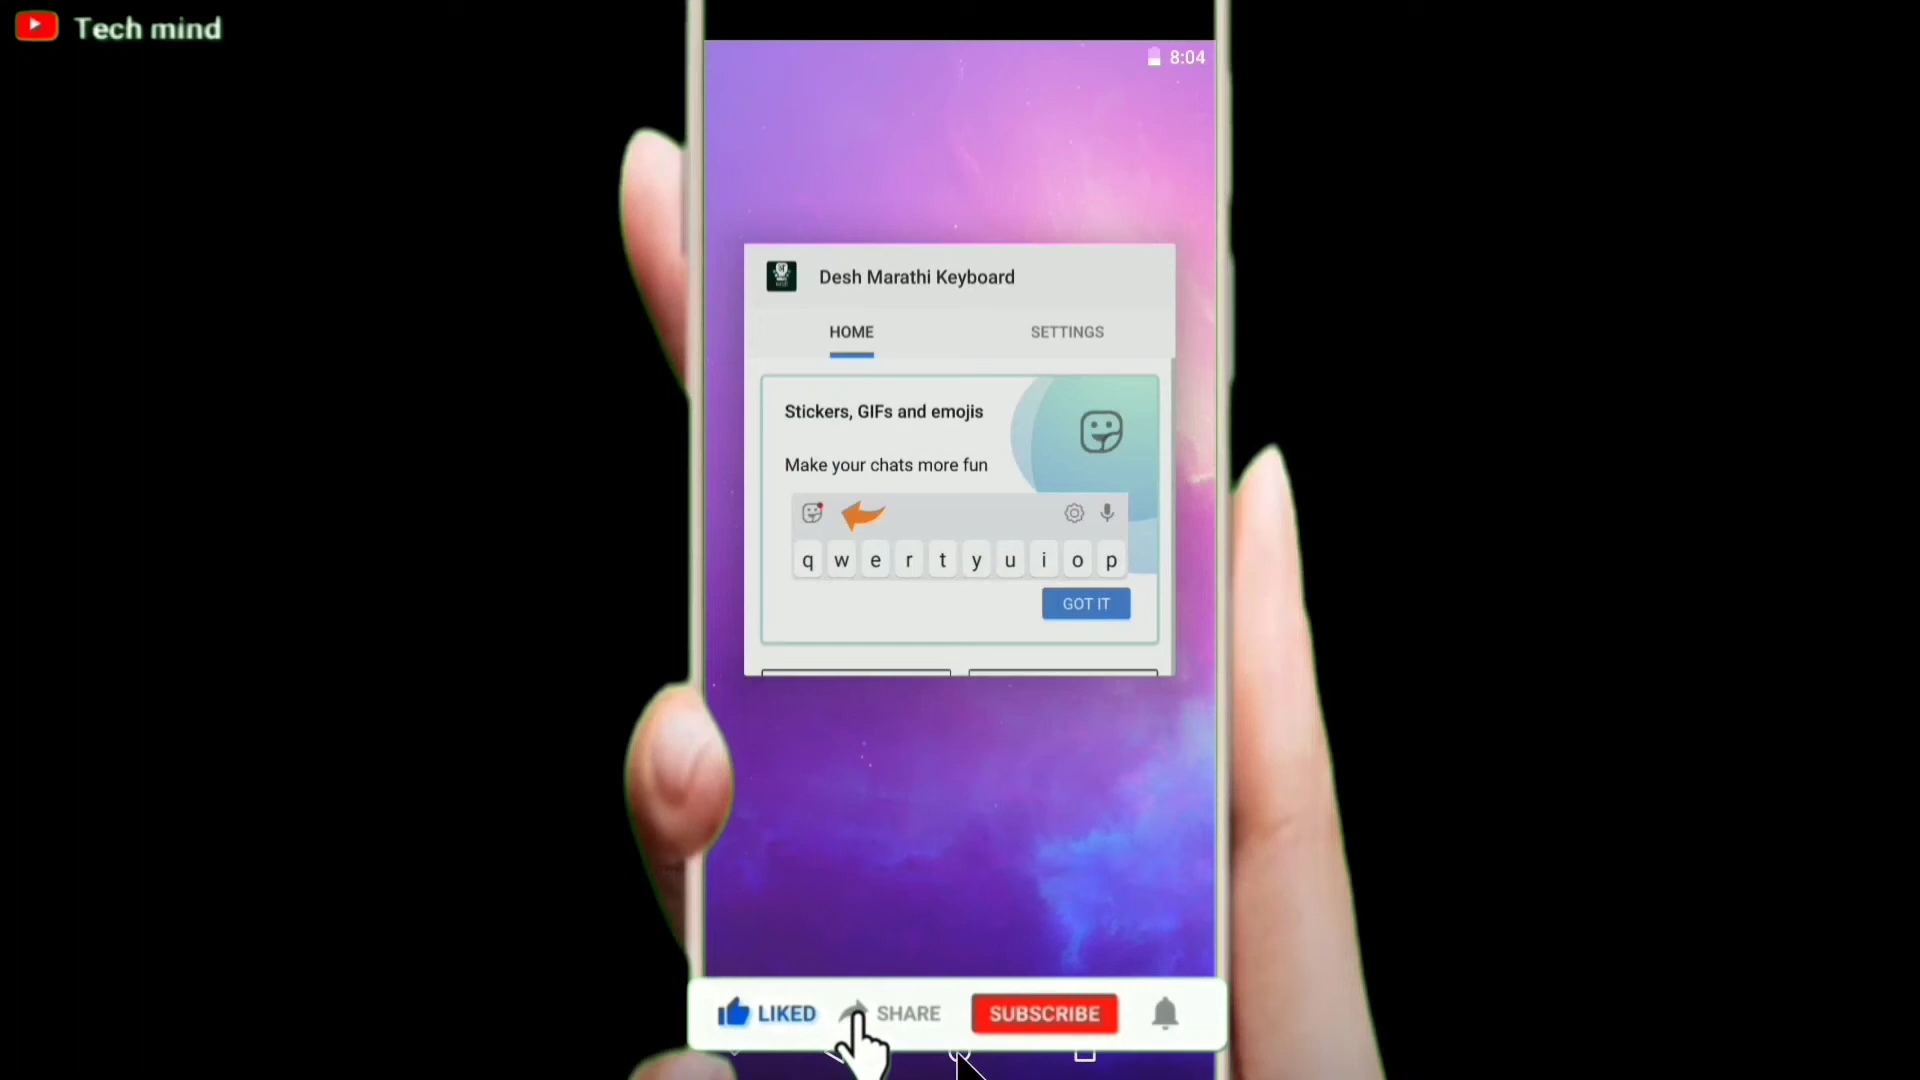 Tech mind
8:04
Desh Marathi Keyboard
HOME SETTINGS
Stickers, GIFs and emojis
Make your chats more fun
q w e r t y u i o p
GOT IT
LIKED SHARE SUBSCRIBE